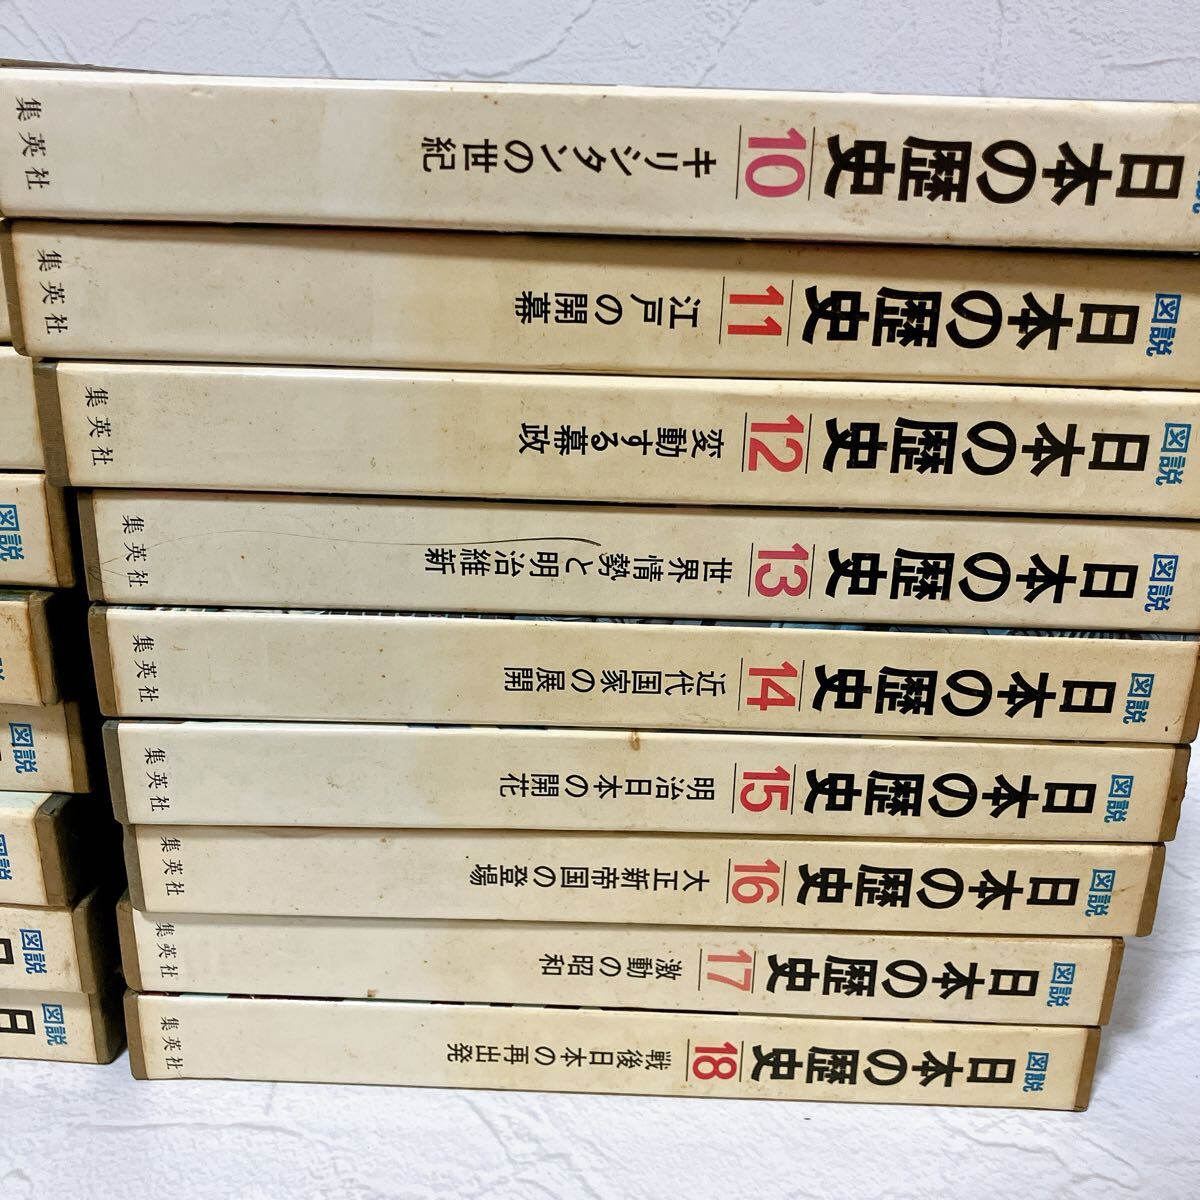 図説 日本の歴史 10 キリシタンの世紀 集英社
図説 日本の歴史 11 江戸の開幕 集英社
図説 日本の歴史 12 変動する幕政 集英社
図説 日本の歴史 13 世界情勢と明治維新 集英社
図説 日本の歴史 14 近代国家の展開 集英社
図説 日本の歴史 15 明治日本の開花 集英社
図説 日本の歴史 16 大正新帝国の登場 集英社
図説 日本の歴史 17 激動の昭和 集英社
図説 日本の歴史 18 戦後日本の再出発 集英社
図説
図説
図説
図説 日
図説 日